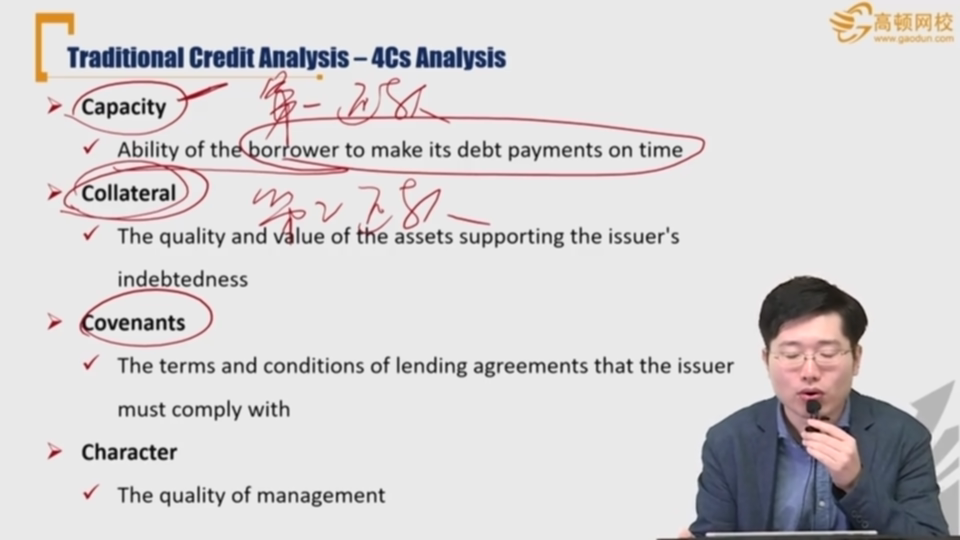 高顿网校
www.gaodun.com
Traditional Credit Analysis – 4Cs Analysis
Capacity
第一还款
Ability of the borrower to make its debt payments on time
Collateral
第2还款
The quality and value of the assets supporting the issuer's
indebtedness
Covenants
The terms and conditions of lending agreements that the issuer
must comply with
Character
The quality of management